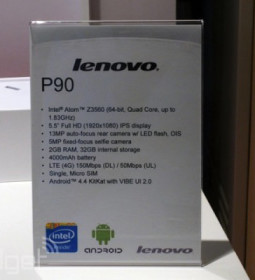 lenovo
P90
• Intel® Atom™ Z3560 (64-bit, Quad Core, up to
1.83GHz)
• 5.5" Full HD (1920x1080) IPS display
• 13MP auto-focus rear camera w/ LED flash, OIS
• 5MP fixed-focus selfie camera
• 2GB RAM, 32GB internal storage
• 4000mAh battery
• LTE (4G) 150Mbps (DL) / 50Mbps (UL)
• Single, Micro SIM
• Android™ 4.4 KitKat with VIBE UI 2.0
intel
inside
ANDROID
lenovo